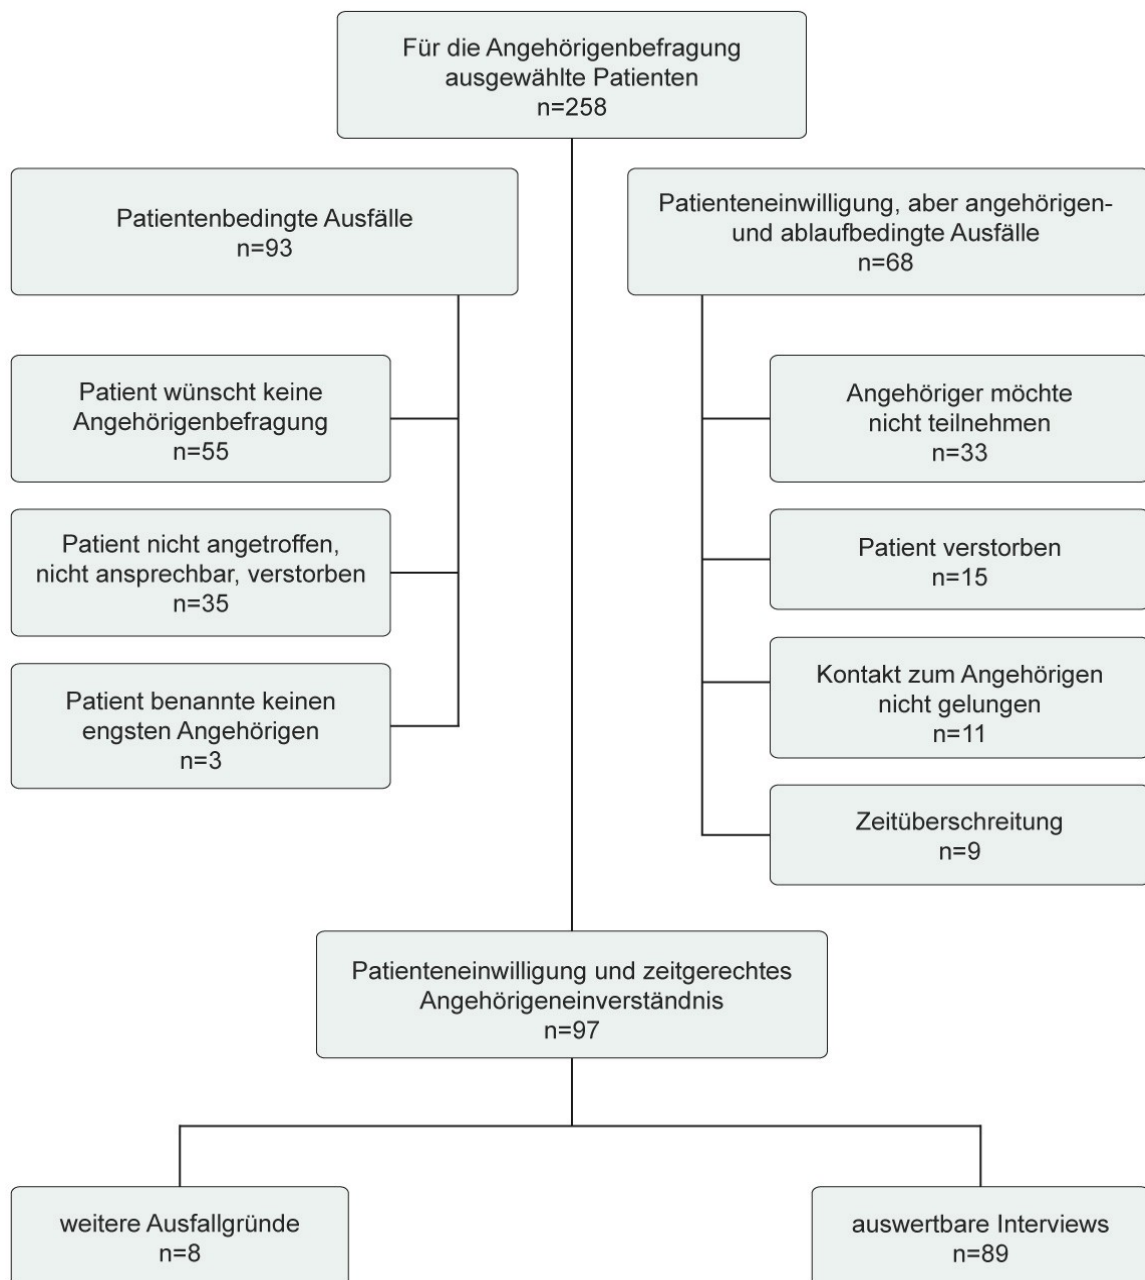 Für die Angehörigenbefragung
ausgewählte Patienten
n=258
Patientenbedingte Ausfälle
n=93
Patient wünscht keine
Angehörigenbefragung
n=55
Patient nicht angetroffen,
nicht ansprechbar, verstorben
n=35
Patient benannte keinen
engsten Angehörigen
n=3
Patienteneinwilligung, aber angehörigen-
und ablaufbedingte Ausfälle
n=68
Angehöriger möchte
nicht teilnehmen
n=33
Patient verstorben
n=15
Kontakt zum Angehörigen
nicht gelungen
n=11
Zeitüberschreitung
n=9
Patienteneinwilligung und zeitgerechtes
Angehörigeneinverständnis
n=97
weitere Ausfallgründe
n=8
auswertbare Interviews
n=89